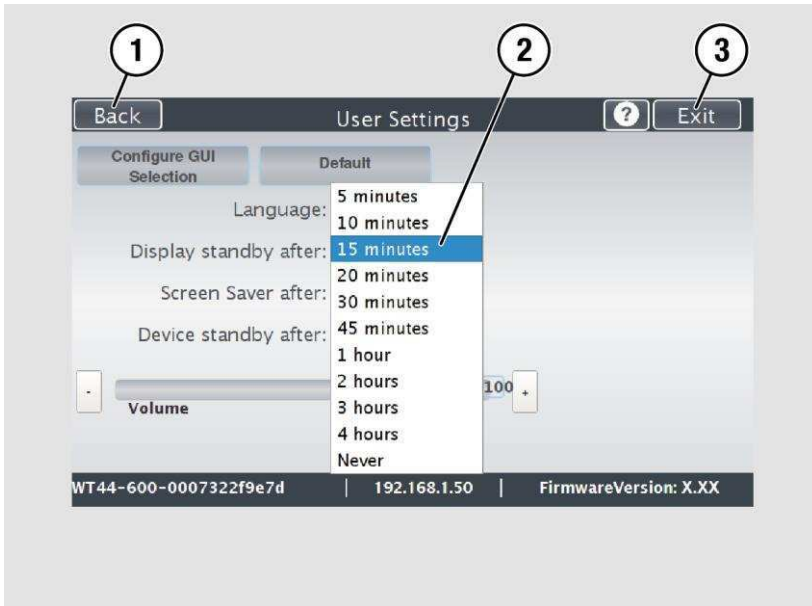 1 2 3
Back User Settings ? Exit
Configure GUI
Selection
Default
Language:
Display standby after:
Screen Saver after:
Device standby after:
5 minutes
10 minutes
15 minutes
20 minutes
30 minutes
45 minutes
1 hour
2 hours
3 hours
4 hours
Never
- 100 +
Volume
WT44-600-0007322f9e7d | 192.168.1.50 | FirmwareVersion: X.XX